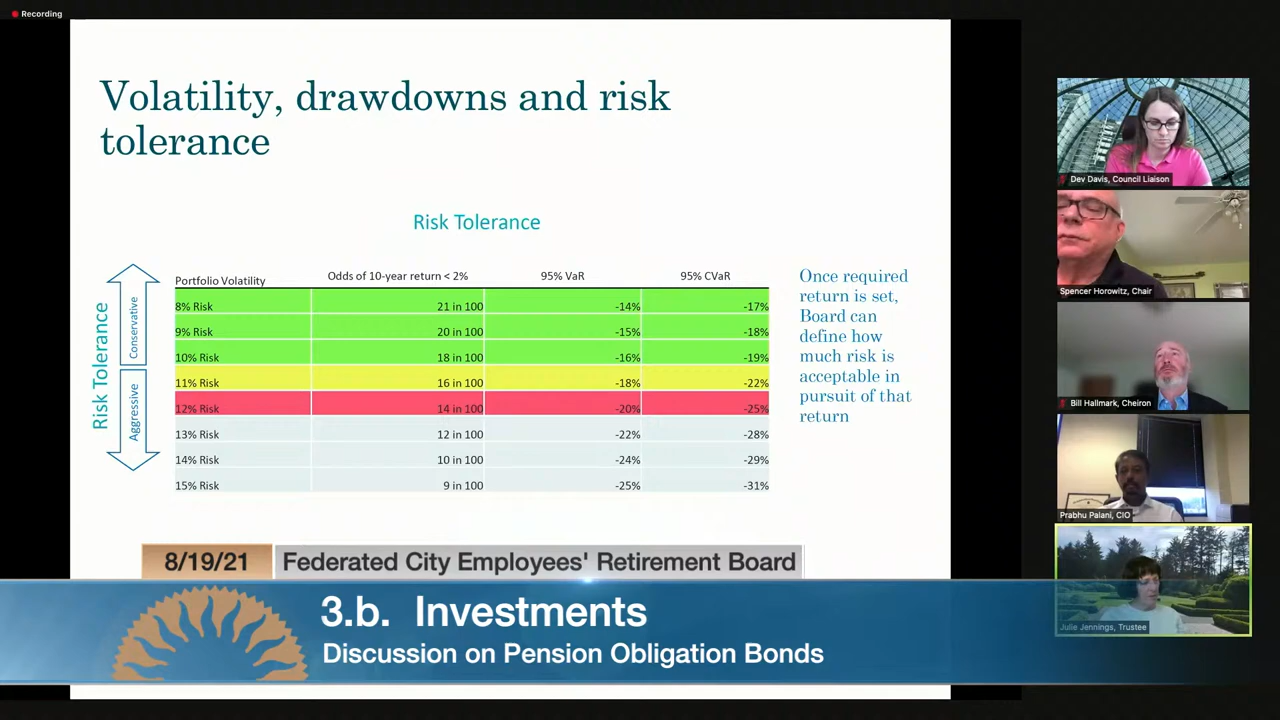 Recording
Volatility, drawdowns and risk
tolerance
Risk Tolerance
Risk Tolerance
Conservative
Aggressive
Portfolio Volatility Odds of 10-year return < 2% 95% VaR 95% CVaR
8% Risk 21 in 100 -14% -17%
9% Risk 20 in 100 -15% -18%
10% Risk 18 in 100 -16% -19%
11% Risk 16 in 100 -18% -22%
12% Risk 14 in 100 -20% -25%
13% Risk 12 in 100 -22% -28%
14% Risk 10 in 100 -24% -29%
15% Risk 9 in 100 -25% -31%
Once required
return is set,
Board can
define how
much risk is
acceptable in
pursuit of that
return
8/19/21 Federated City Employees' Retirement Board
3.b. Investments
Discussion on Pension Obligation Bonds
Dev Davis, Council Liaison
Spencer Horowitz, Chair
Bill Hallmark, Cheiron
Prabhu Palani, CIO
Julie Jennings, Trustee